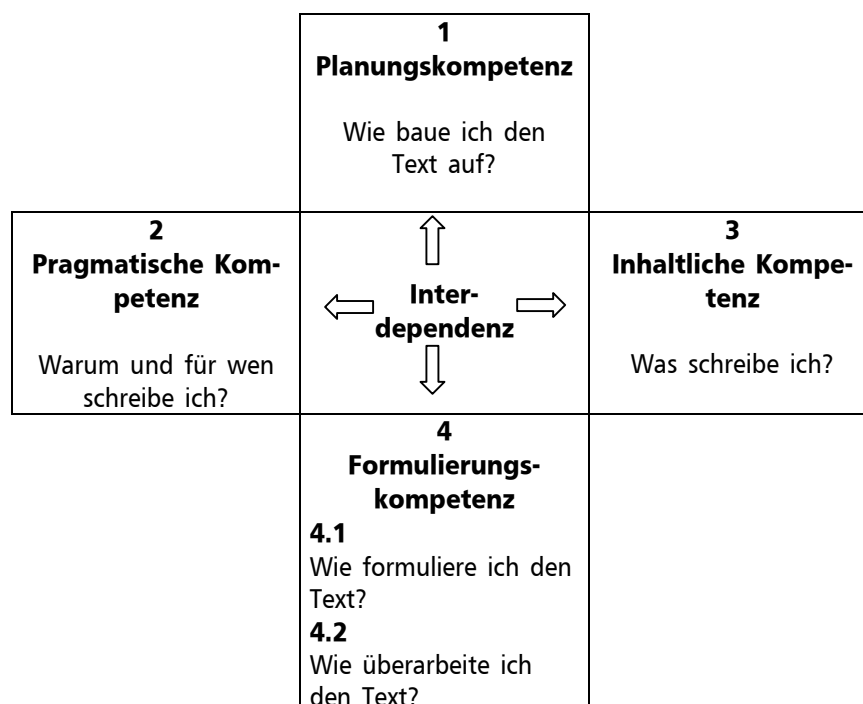 1
Planungskompetenz
Wie baue ich den
Text auf?
2
Pragmatische Kom-
petenz
Warum und für wen
schreibe ich?
Inter-
dependenz
3
Inhaltliche Kompe-
tenz
Was schreibe ich?
4
Formulierungs-
kompetenz
4.1
Wie formuliere ich den
Text?
4.2
Wie überarbeite ich
den Text?